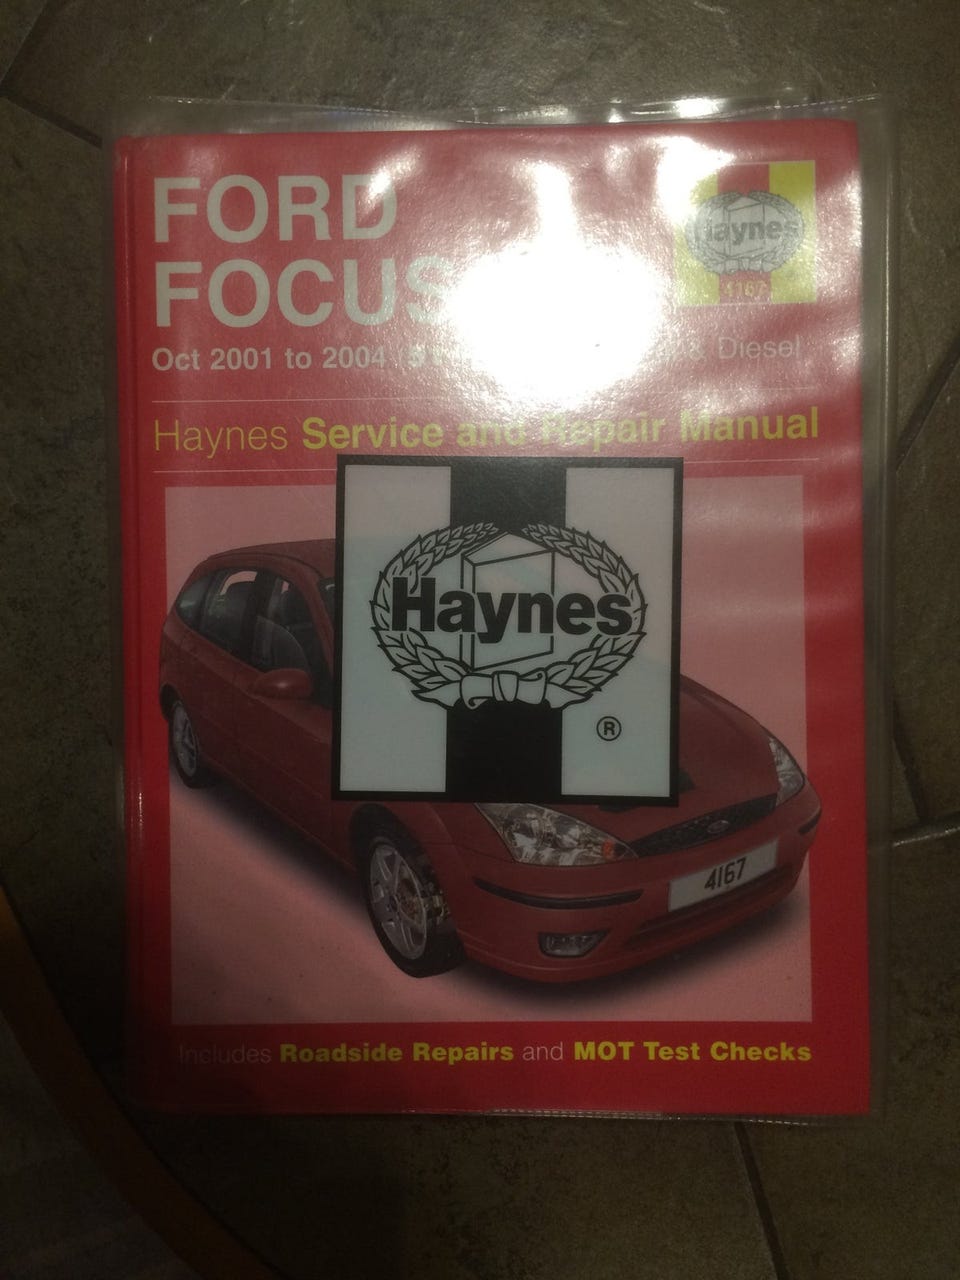 FORD
Haynes
FOCUS
4167
Oct 2001 to 2004 & Diesel
Haynes Service and Repair Manual
Haynes
®
4167
Includes Roadside Repairs and MOT Test Checks